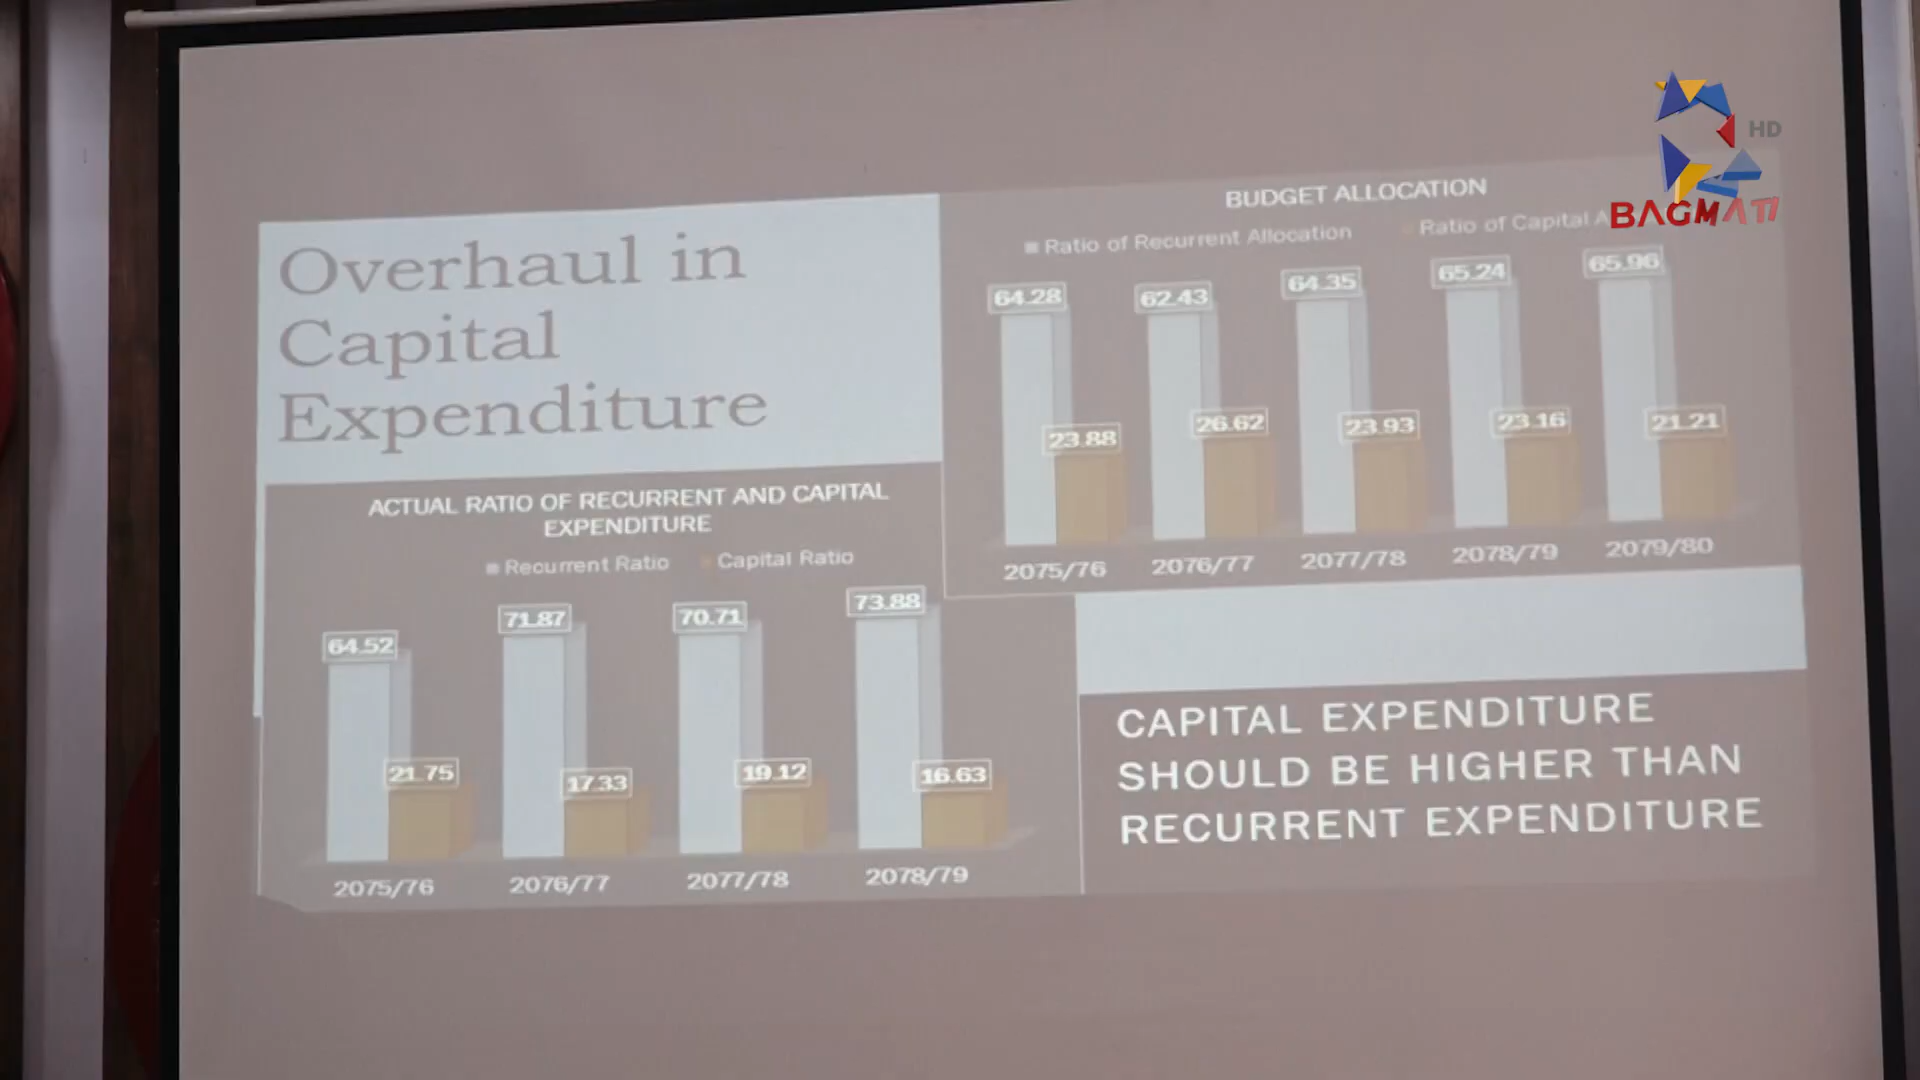 HD
BAGMATI
Overhaul in
Capital
Expenditure
BUDGET ALLOCATION
Ratio of Recurrent Allocation Ratio of Capital
64.28 62.43 64.35 65.24 65.96
23.88 26.62 23.93 23.16 21.21
2075/76 2076/77 2077/78 2078/79 2079/80
ACTUAL RATIO OF RECURRENT AND CAPITAL
EXPENDITURE
Recurrent Ratio Capital Ratio
64.52 71.87 70.71 73.88
21.75 17.33 19.12 16.63
2075/76 2076/77 2077/78 2078/79
CAPITAL EXPENDITURE
SHOULD BE HIGHER THAN
RECURRENT EXPENDITURE